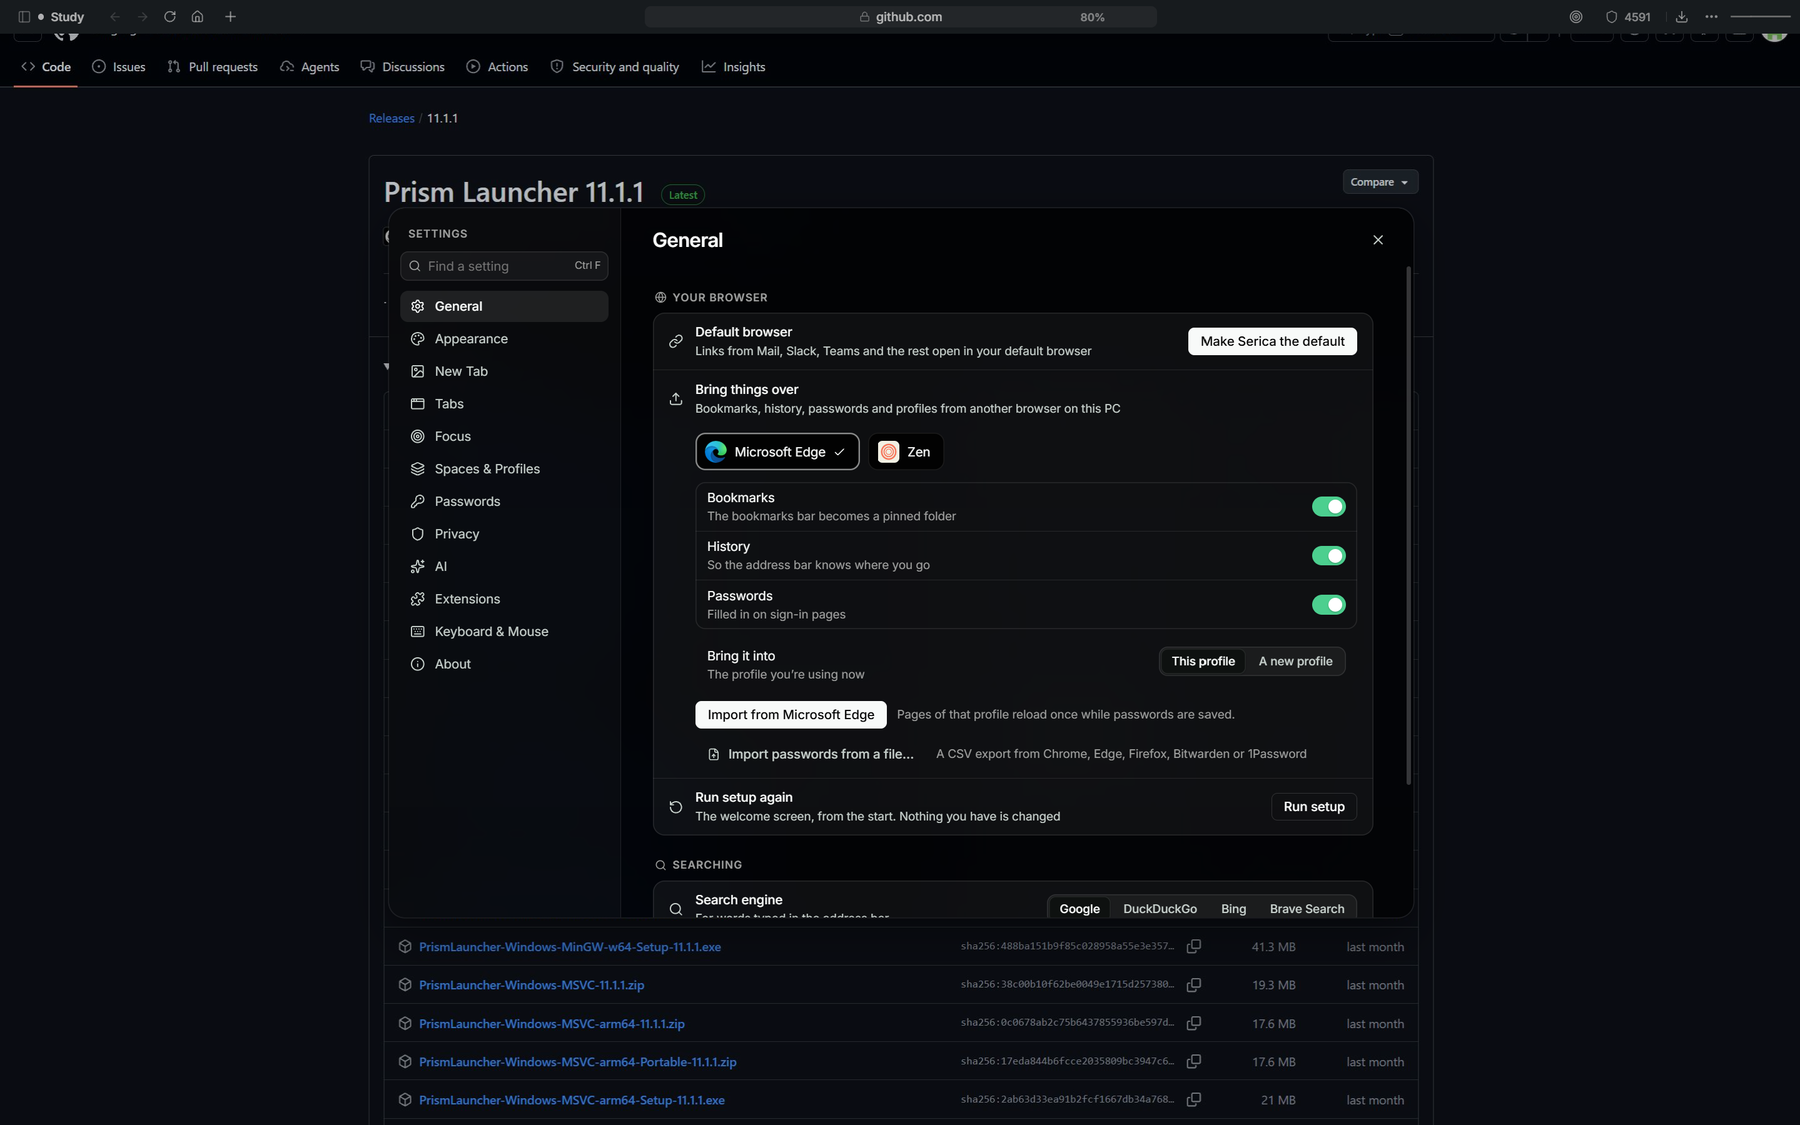 Study
github.com
80%
4591
Code
Issues
Pull requests
Agents
Discussions
Actions
Security and quality
Insights
Releases / 11.1.1
Prism Launcher 11.1.1
Latest
Compare
SETTINGS
Find a setting
Ctrl F
General
Appearance
New Tab
Tabs
Focus
Spaces & Profiles
Passwords
Privacy
AI
Extensions
Keyboard & Mouse
About
General
YOUR BROWSER
Default browser
Links from Mail, Slack, Teams and the rest open in your default browser
Make Serica the default
Bring things over
Bookmarks, history, passwords and profiles from another browser on this PC
Microsoft Edge
Zen
Bookmarks
The bookmarks bar becomes a pinned folder
History
So the address bar knows where you go
Passwords
Filled in on sign-in pages
Bring it into
The profile you're using now
This profile
A new profile
Import from Microsoft Edge
Pages of that profile reload once while passwords are saved.
Import passwords from a file...
A CSV export from Chrome, Edge, Firefox, Bitwarden or 1Password
Run setup again
The welcome screen, from the start. Nothing you have is changed
Run setup
SEARCHING
Search engine
For words typed in the address bar
Google
DuckDuckGo
Bing
Brave Search
PrismLauncher-Windows-MinGW-w64-Setup-11.1.1.exe
sha256:488ba151b9f85c028958a55e3e357…
41.3 MB
last month
PrismLauncher-Windows-MSVC-11.1.1.zip
sha256:38c00b10f62be0049e1715d257380…
19.3 MB
last month
PrismLauncher-Windows-MSVC-arm64-11.1.1.zip
sha256:0c0678ab2c75b6437855936be597d…
17.6 MB
last month
PrismLauncher-Windows-MSVC-arm64-Portable-11.1.1.zip
sha256:17eda844b6fcce2035809bc3947c6…
17.6 MB
last month
PrismLauncher-Windows-MSVC-arm64-Setup-11.1.1.exe
sha256:2ab63d33ea91b2fcf1667db34a768…
21 MB
last month